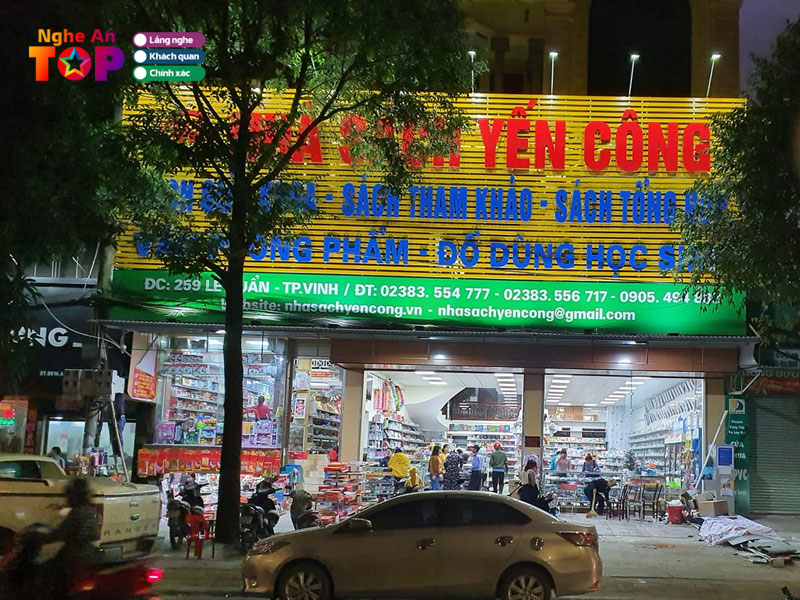 Nghe An
TOP
Lắng nghe
Khách quan
Chính xác
YẾN CÔNG
- SÁCH THAM KHẢO - SÁCH TỔNG
PHẨM - ĐỒ DÙNG HỌC
ĐC: 259 LÊ DUẨN - TP.VINH / ĐT: 02383. 554 777 - 02383. 556 717 - 0905.
Website: nhasachyencong.vn - nhasachyencong@gmail.com
RANGER